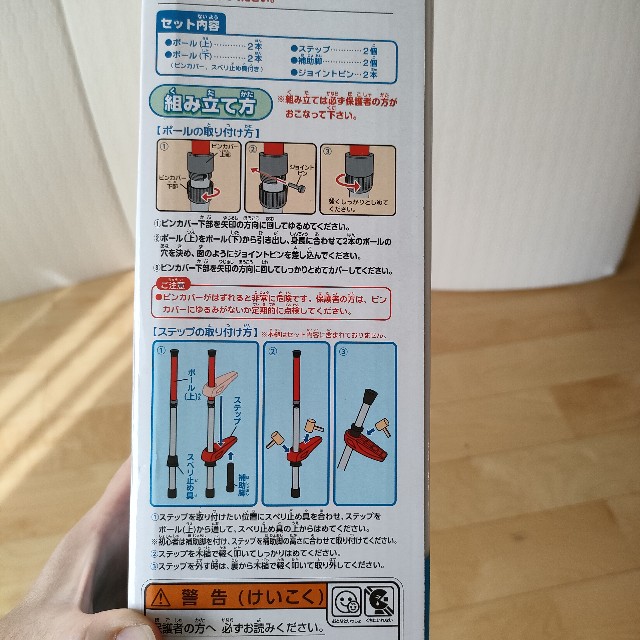 セット内容
●ポール(上)…………2本
●ポール(下)…………2本
(ピンカバー、スベリ止め具付き)
●ステップ…………2個
●補助脚…………2個
●ジョイントピン…2本
組み立て方
※組み立ては必ず保護者の方が
おこなって下さい。
【ポールの取り付け方】
①
ピンカバー
上部
ピンカバー
下部
②
ジョイント
ピン
③
強くしっかりとしめて
ください。
①ピンカバー下部を矢印の方向に回してゆるめてください。
②ポール(上)をポール(下)から引き出し、身長に合わせて2本のポールの
穴を決め、図のようにジョイントピンを差し込んでください。
③ピンカバー下部を矢印の方向に回してしっかりとめてカバーしてください。
ご注意
●ピンカバーがはずれると非常に危険です。保護者の方は、ピン
カバーにゆるみがないか定期的に点検してください。
【ステップの取り付け方】
※木槌はセット内容に含まれておりません。
①
ポール(上)
ステップ
スベリ止め具
補助脚
②
③
①ステップを取り付けたい位置にスベリ止め具を合わせ、ステップを
ポール(上)から通して、スベリ止め具の上からはめてください。
※初心者は補助脚を付け、ステップを補助脚の高さに合わせて取り付けてください。
②ステップを木槌で軽く叩いてしっかりはめてください。
③ステップを外す時は、裏から木槌で軽く叩いて取り外してください。
警告(けいこく)
保護者の方へ 必ずお読みください。